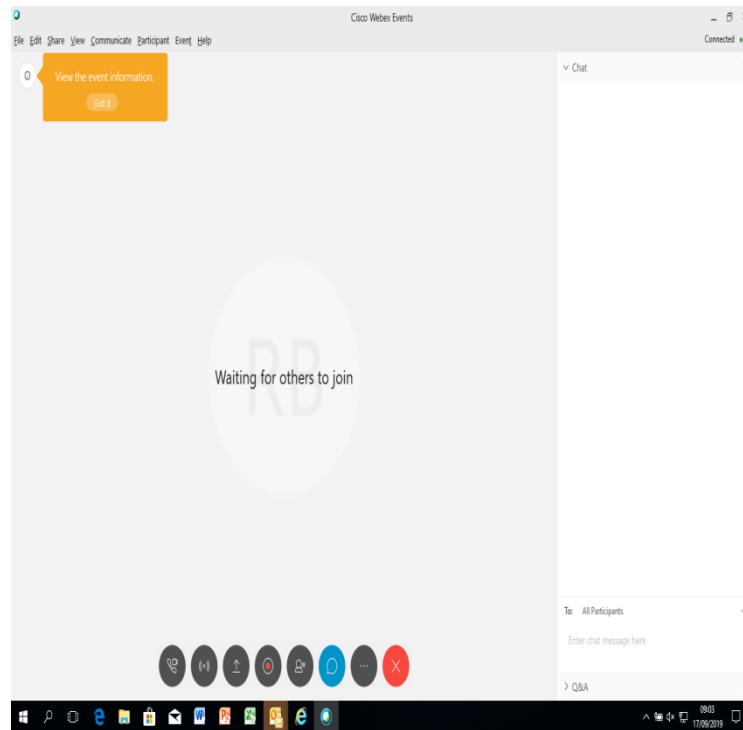 Cisco Webex Events
File Edit Share View Communicate Participant Event Help
Connected
View the event information.
Got it
Chat
RB
Waiting for others to join
To: All Participants
Enter chat message here
Q&A
09:03
17/09/2019